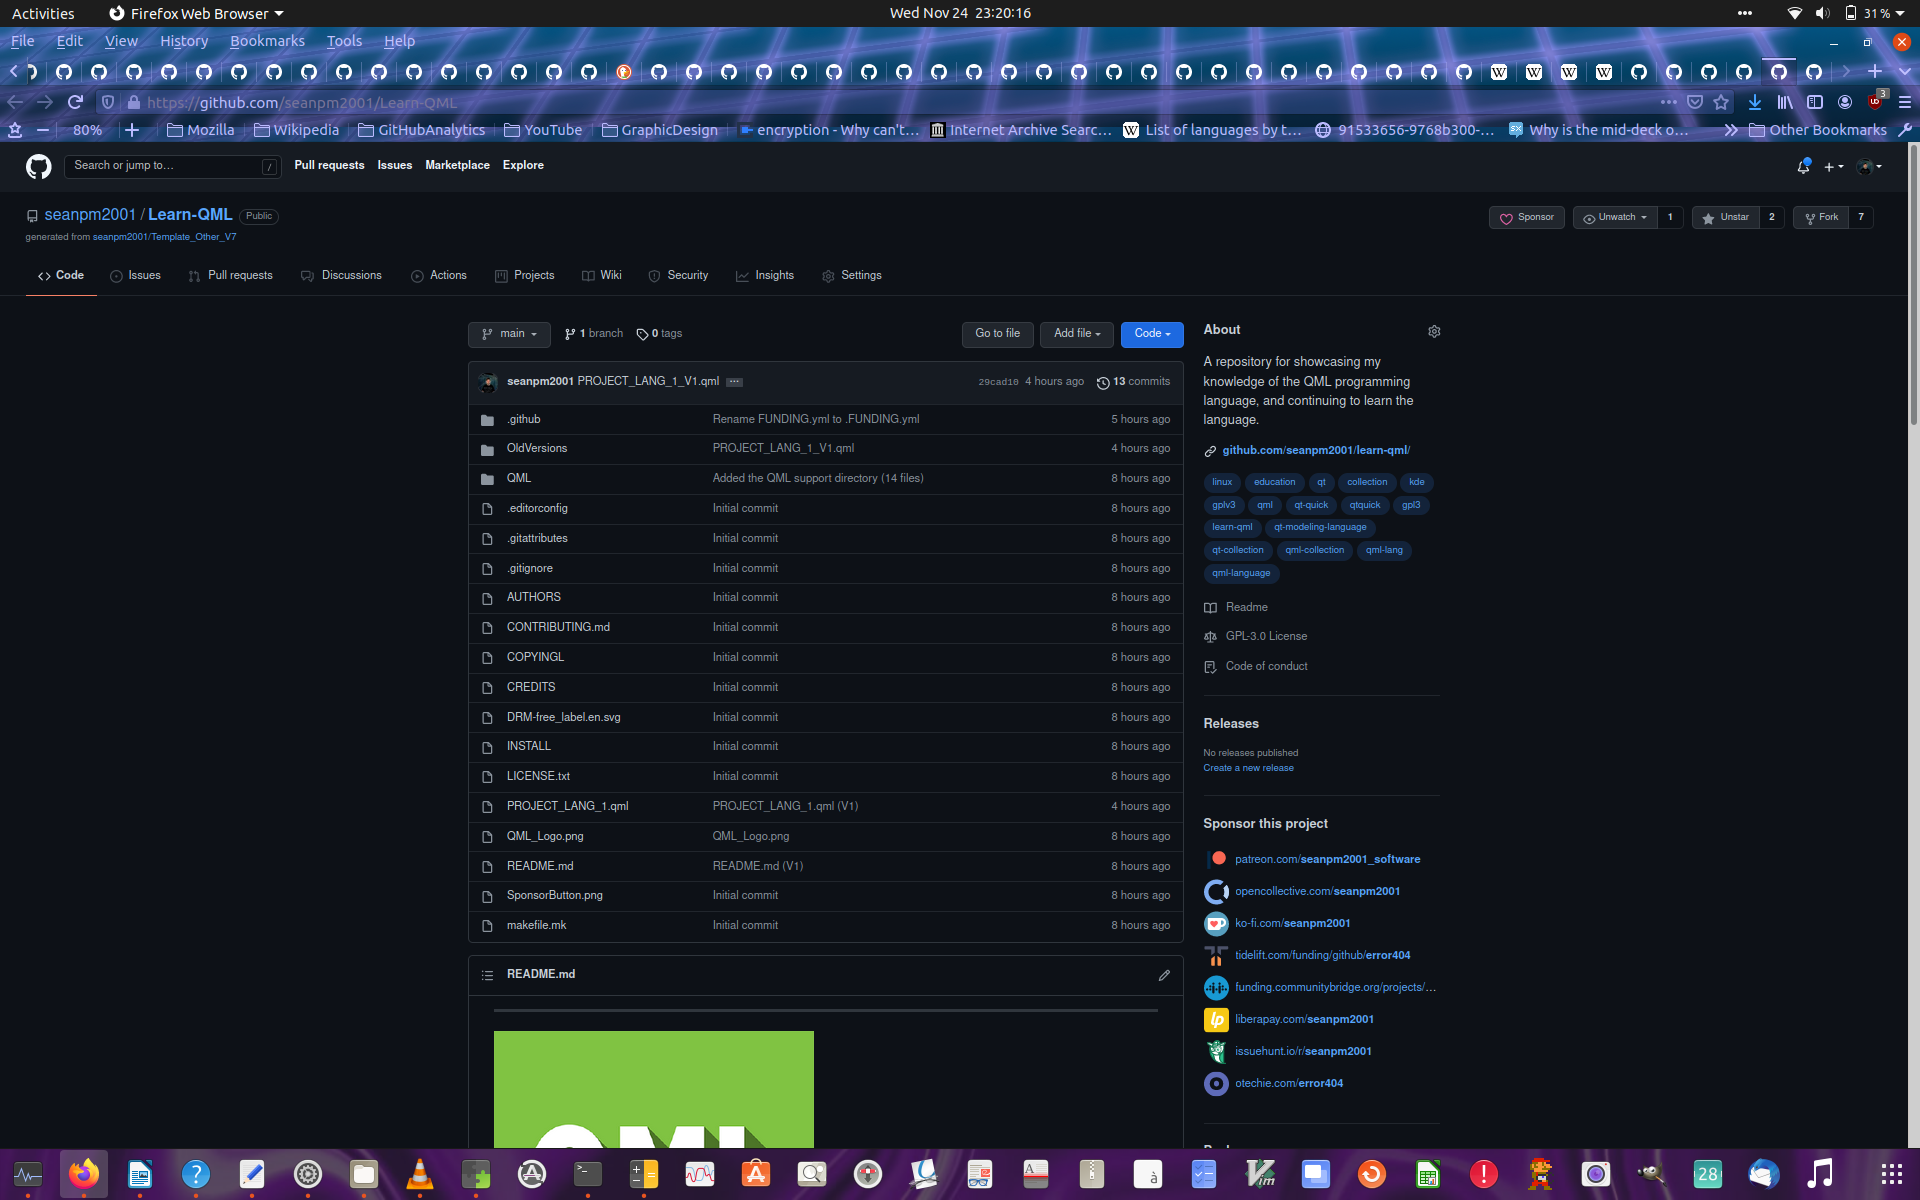 Activities Firefox Web Browser Wed Nov 24 23:20:16 31 %
File Edit View History Bookmarks Tools Help
https://github.com/seanpm2001/Learn-QML 3
80% Mozilla Wikipedia GitHubAnalytics YouTube GraphicDesign encryption - Why can't… Internet Archive Searc… List of languages by t… 91533656-9768b300-… Why is the mid-deck o… Other Bookmarks
Search or jump to… / Pull requests Issues Marketplace Explore
seanpm2001 / Learn-QML Public Sponsor Unwatch 1 Unstar 2 Fork 7
generated from seanpm2001/Template_Other_V7
Code Issues Pull requests Discussions Actions Projects Wiki Security Insights Settings
main 1 branch 0 tags Go to file Add file Code
seanpm2001 PROJECT_LANG_1_V1.qml 29cad10 4 hours ago 13 commits
.github Rename FUNDING.yml to .FUNDING.yml 5 hours ago
OldVersions PROJECT_LANG_1_V1.qml 4 hours ago
QML Added the QML support directory (14 files) 8 hours ago
.editorconfig Initial commit 8 hours ago
.gitattributes Initial commit 8 hours ago
.gitignore Initial commit 8 hours ago
AUTHORS Initial commit 8 hours ago
CONTRIBUTING.md Initial commit 8 hours ago
COPYINGL Initial commit 8 hours ago
CREDITS Initial commit 8 hours ago
DRM-free_label.en.svg Initial commit 8 hours ago
INSTALL Initial commit 8 hours ago
LICENSE.txt Initial commit 8 hours ago
PROJECT_LANG_1.qml PROJECT_LANG_1.qml (V1) 4 hours ago
QML_Logo.png QML_Logo.png 8 hours ago
README.md README.md (V1) 8 hours ago
SponsorButton.png Initial commit 8 hours ago
makefile.mk Initial commit 8 hours ago
README.md
QML
About
A repository for showcasing my
knowledge of the QML programming
language, and continuing to learn the
language.
github.com/seanpm2001/learn-qml/
linux education qt collection kde
gplv3 qml qt-quick qtquick gpl3
learn-qml qt-modeling-language
qt-collection qml-collection qml-lang
qml-language
Readme
GPL-3.0 License
Code of conduct
Releases
No releases published
Create a new release
Sponsor this project
patreon.com/seanpm2001_software
opencollective.com/seanpm2001
ko-fi.com/seanpm2001
tidelift.com/funding/github/error404
funding.communitybridge.org/projects/…
liberapay.com/seanpm2001
issuehunt.io/r/seanpm2001
otechie.com/error404
28